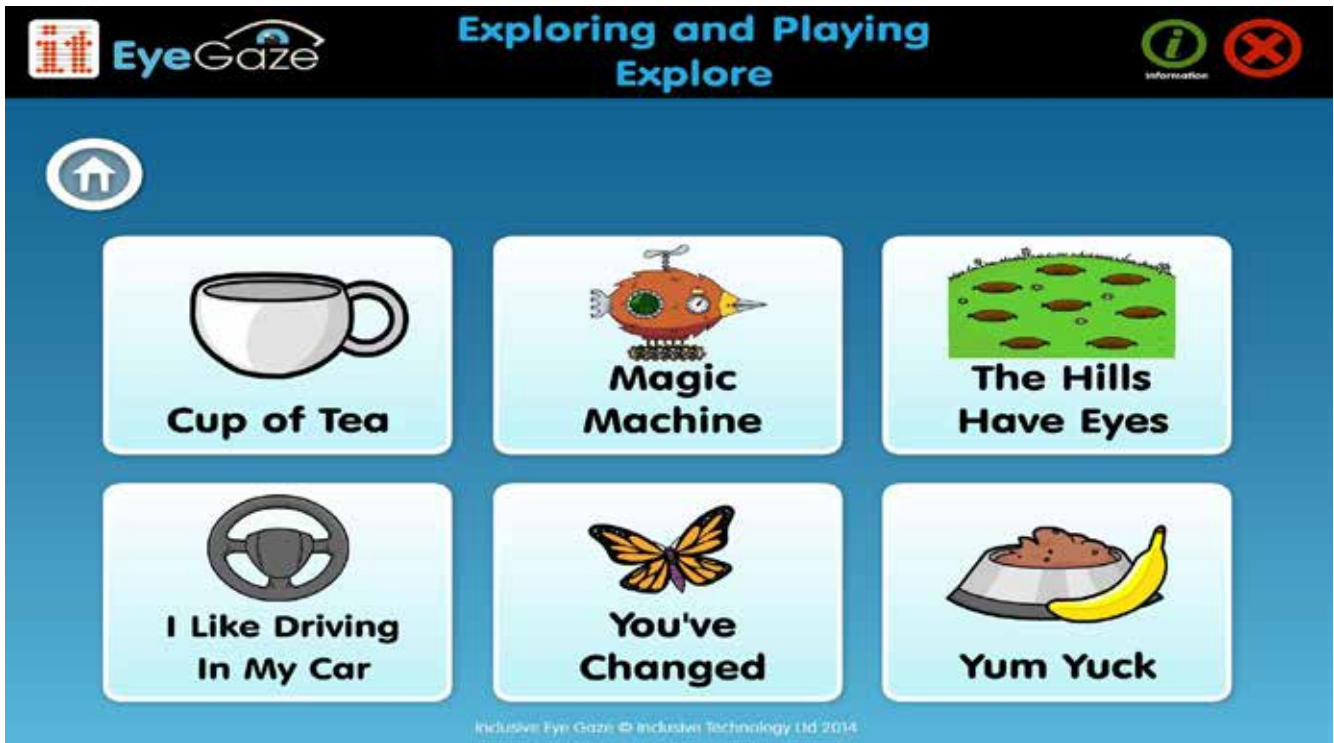 it EyeGaze
Exploring and Playing
Explore
Information
Cup of Tea
Magic
Machine
The Hills
Have Eyes
I Like Driving
In My Car
You've
Changed
Yum Yuck
Inclusive Eye Gaze © Inclusive Technology Ltd 2014